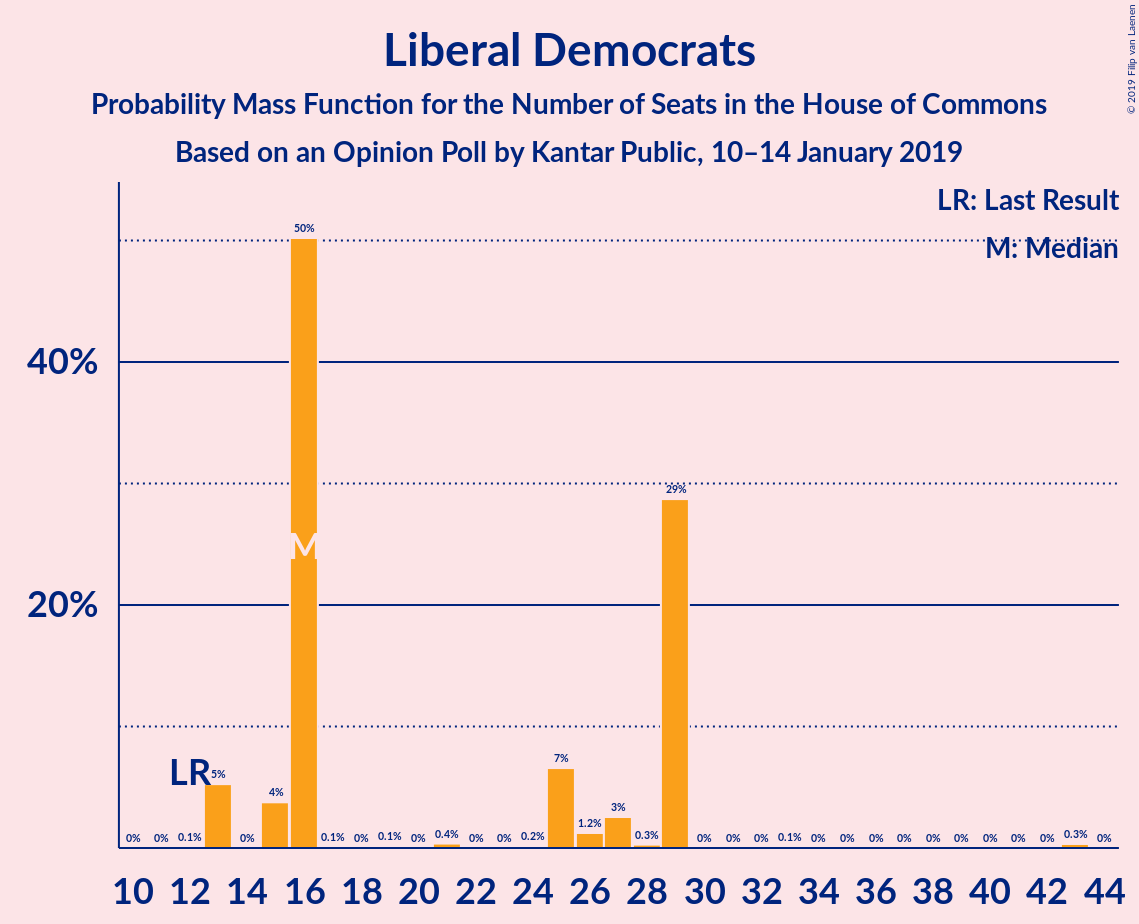 © 2019 Filip van Laenen
Liberal Democrats
Probability Mass Function for the Number of Seats in the House of Commons
Based on an Opinion Poll by Kantar Public, 10–14 January 2019
LR: Last Result
M: Median
40%
20%
50%
29%
M
LR
0% 0% 0.1% 5% 0% 4% 0.1% 0% 0.1% 0% 0.4% 0% 0% 0.2% 7% 1.2% 3% 0.3% 0% 0% 0% 0.1% 0% 0% 0% 0% 0% 0% 0% 0% 0% 0.3% 0%
10 12 14 16 18 20 22 24 26 28 30 32 34 36 38 40 42 44